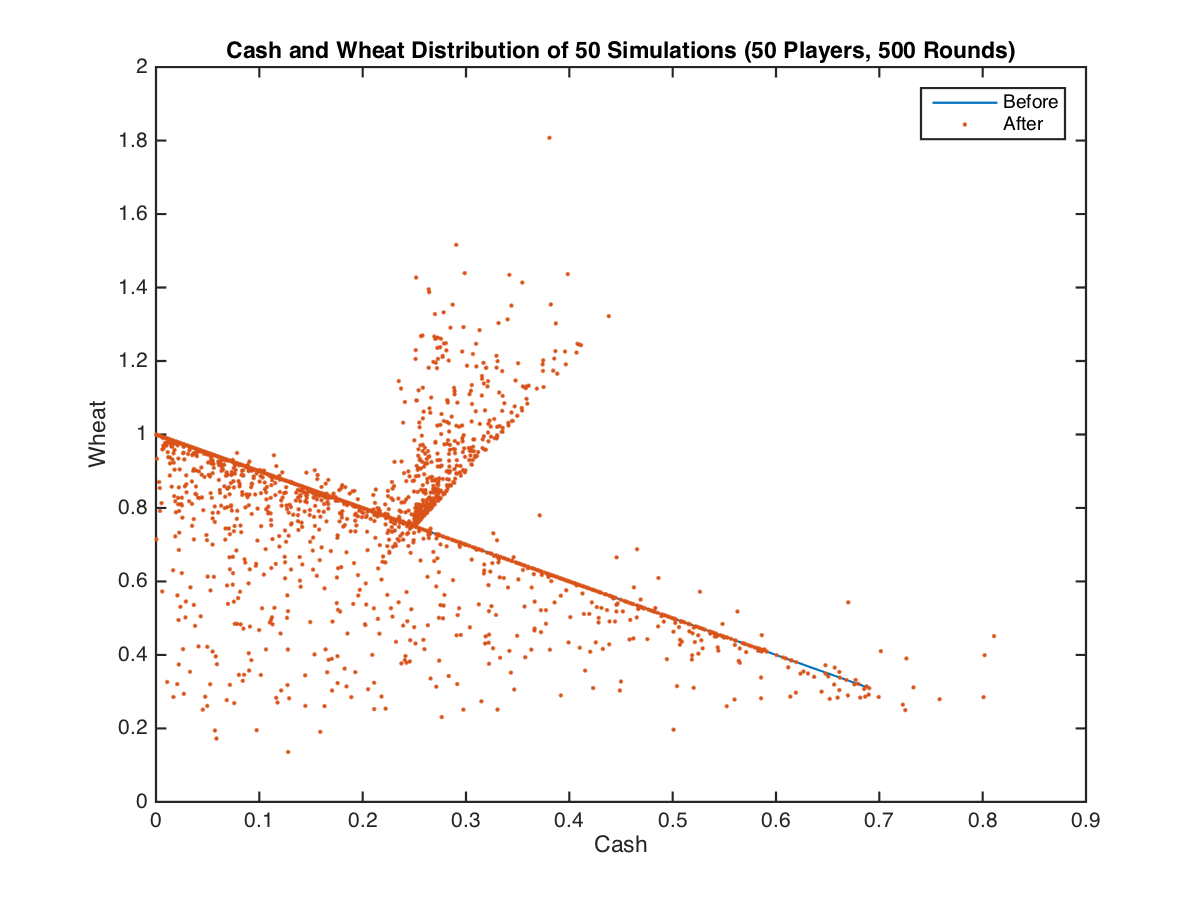 Cash and Wheat Distribution of 50 Simulations (50 Players, 500 Rounds)
Before
After
Wheat
2
1.8
1.6
1.4
1.2
1
0.8
0.6
0.4
0.2
0
0 0.1 0.2 0.3 0.4 0.5 0.6 0.7 0.8 0.9
Cash